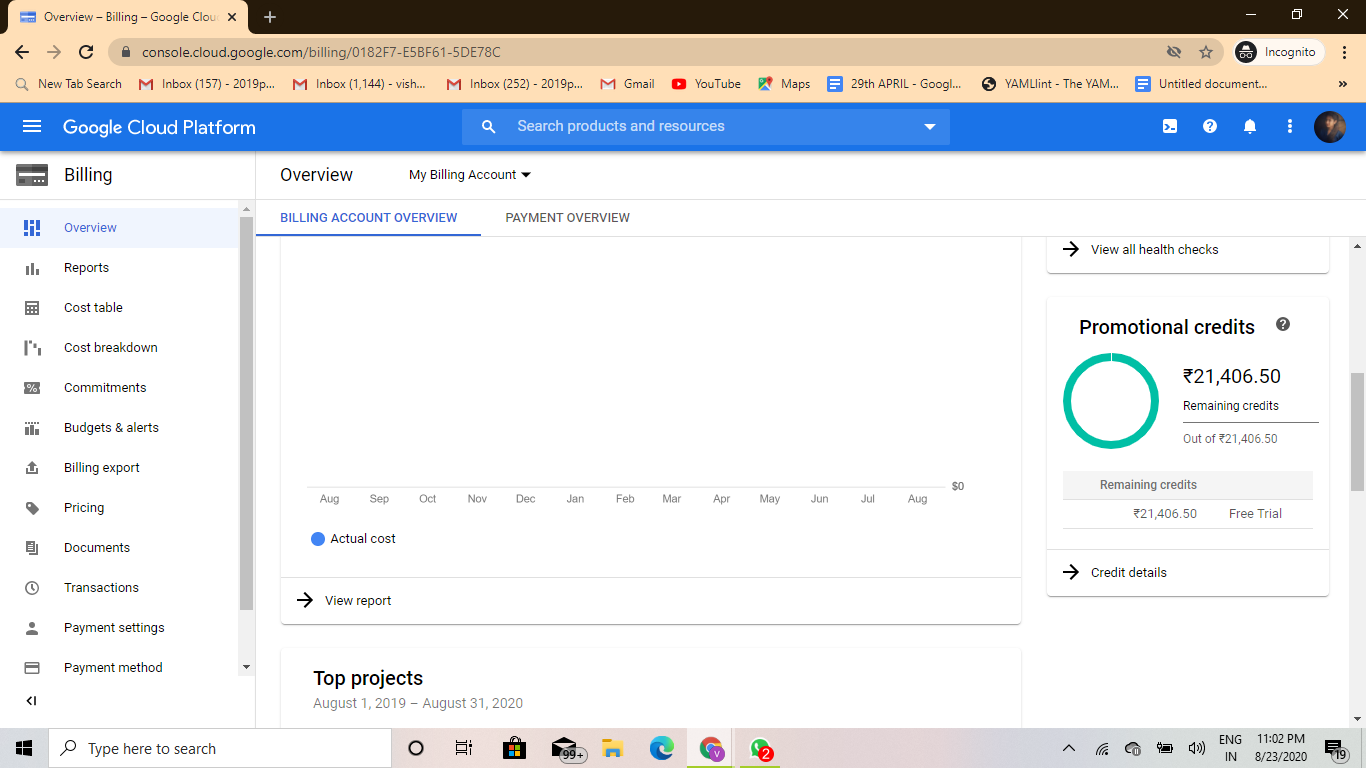 Overview – Billing – Google Clou
console.cloud.google.com/billing/0182F7-E5BF61-5DE78C
Incognito
New Tab Search
Inbox (157) - 2019p...
Inbox (1,144) - vish...
Inbox (252) - 2019p...
Gmail
YouTube
Maps
29th APRIL - Googl...
YAMLlint - The YAM...
Untitled document...
»
Google Cloud Platform
Search products and resources
Billing
Overview
My Billing Account
Overview
Reports
Cost table
Cost breakdown
Commitments
Budgets & alerts
Billing export
Pricing
Documents
Transactions
Payment settings
Payment method
BILLING ACCOUNT OVERVIEW
PAYMENT OVERVIEW
$0
Aug Sep Oct Nov Dec Jan Feb Mar Apr May Jun Jul Aug
Actual cost
View report
Top projects
August 1, 2019 – August 31, 2020
View all health checks
Promotional credits
₹21,406.50
Remaining credits
Out of ₹21,406.50
Remaining credits
₹21,406.50 Free Trial
Credit details
Type here to search
99+
V
2
ENG
IN
11:02 PM
8/23/2020
19